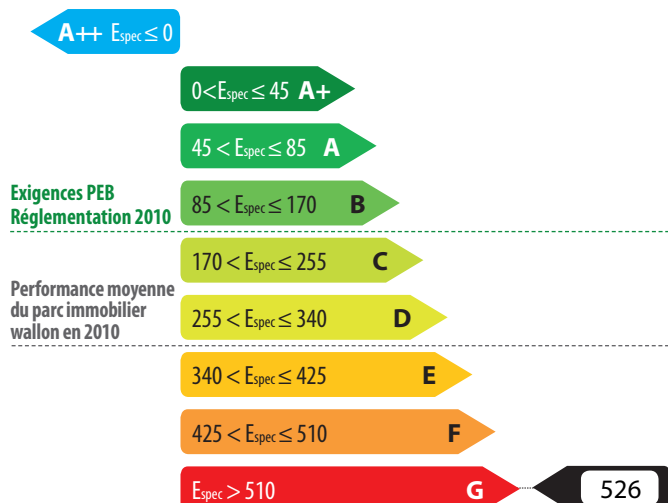 A++ Espec ≤ 0
0<Espec ≤ 45 A+
45 < Espec ≤ 85 A
Exigences PEB
Réglementation 2010
85 < Espec ≤ 170 B
170 < Espec ≤ 255 C
Performance moyenne
du parc immobilier
wallon en 2010
255 < Espec ≤ 340 D
340 < Espec ≤ 425 E
425 < Espec ≤ 510 F
Espec > 510 G 526